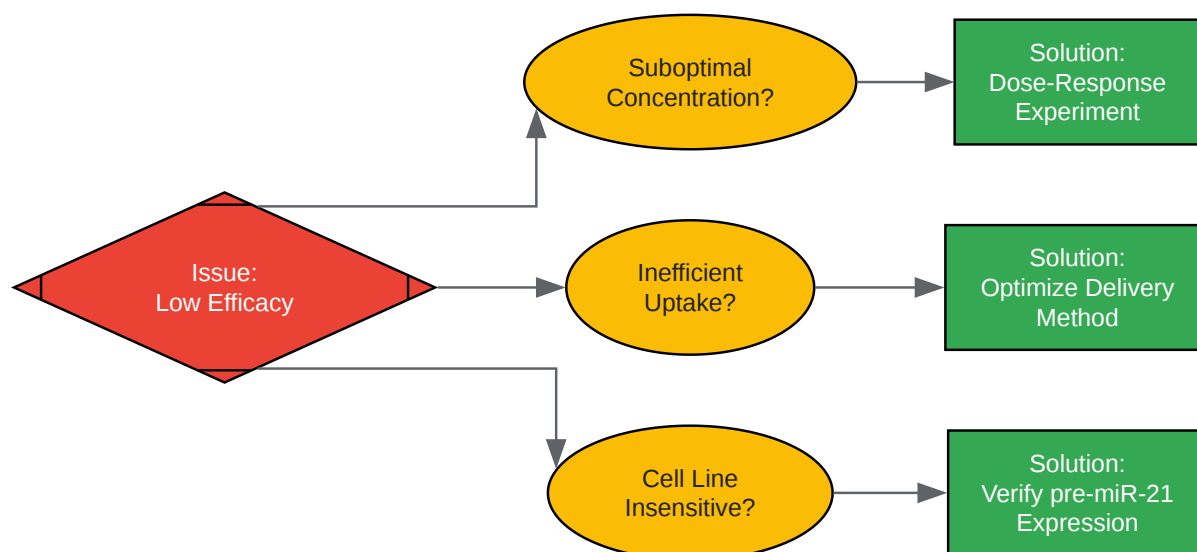 Suboptimal
Concentration?
Solution:
Dose-Response
Experiment
Issue:
Low Efficacy
Inefficient
Uptake?
Solution:
Optimize Delivery
Method
Cell Line
Insensitive?
Solution:
Verify pre-miR-21
Expression